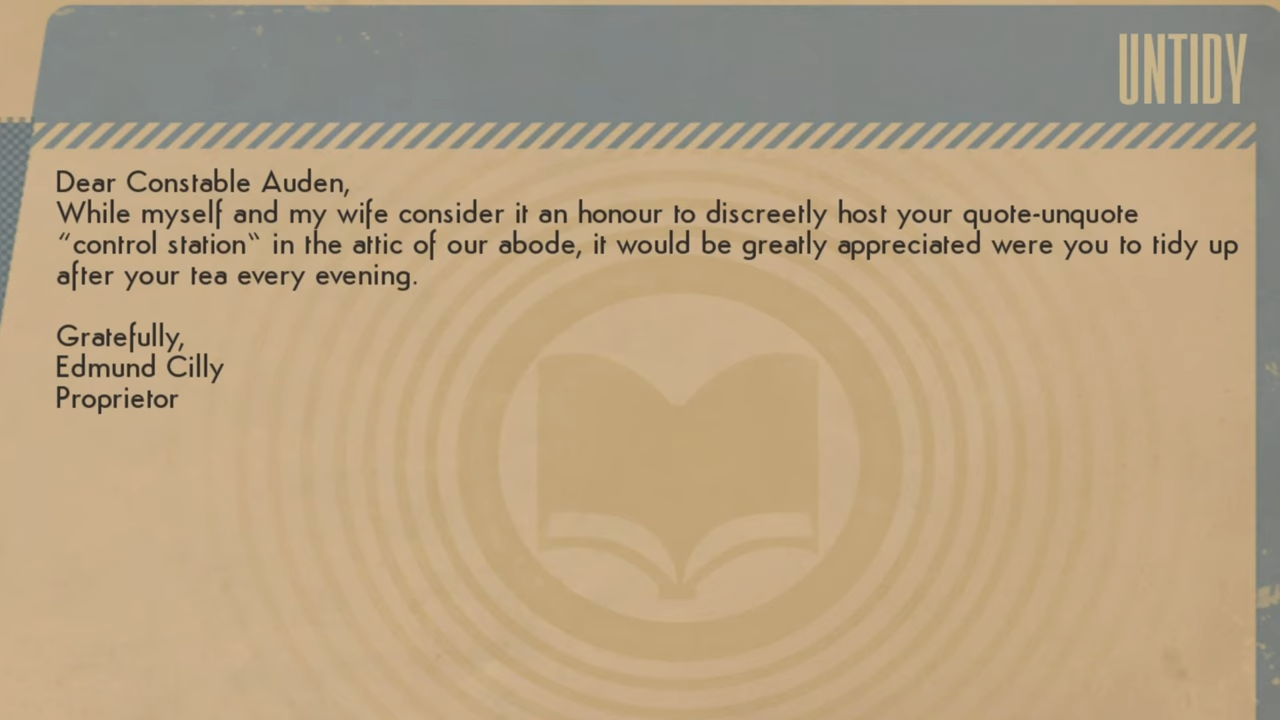 UNTIDY
Dear Constable Auden,
While myself and my wife consider it an honour to discreetly host your quote-unquote
“control station‟ in the attic of our abode, it would be greatly appreciated were you to tidy up
after your tea every evening.
Gratefully,
Edmund Cilly
Proprietor